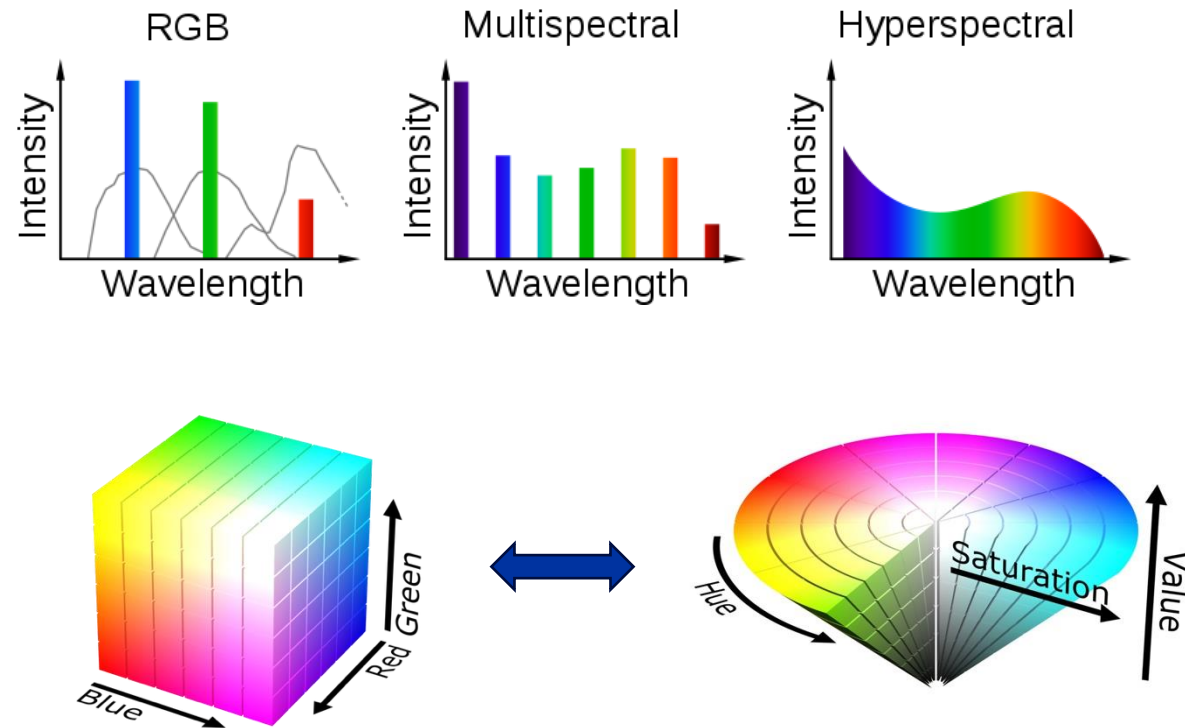 RGB
Multispectral
Hyperspectral
Intensity
Intensity
Intensity
Wavelength
Wavelength
Wavelength
Blue
Red
Green
Hue
Saturation
Value